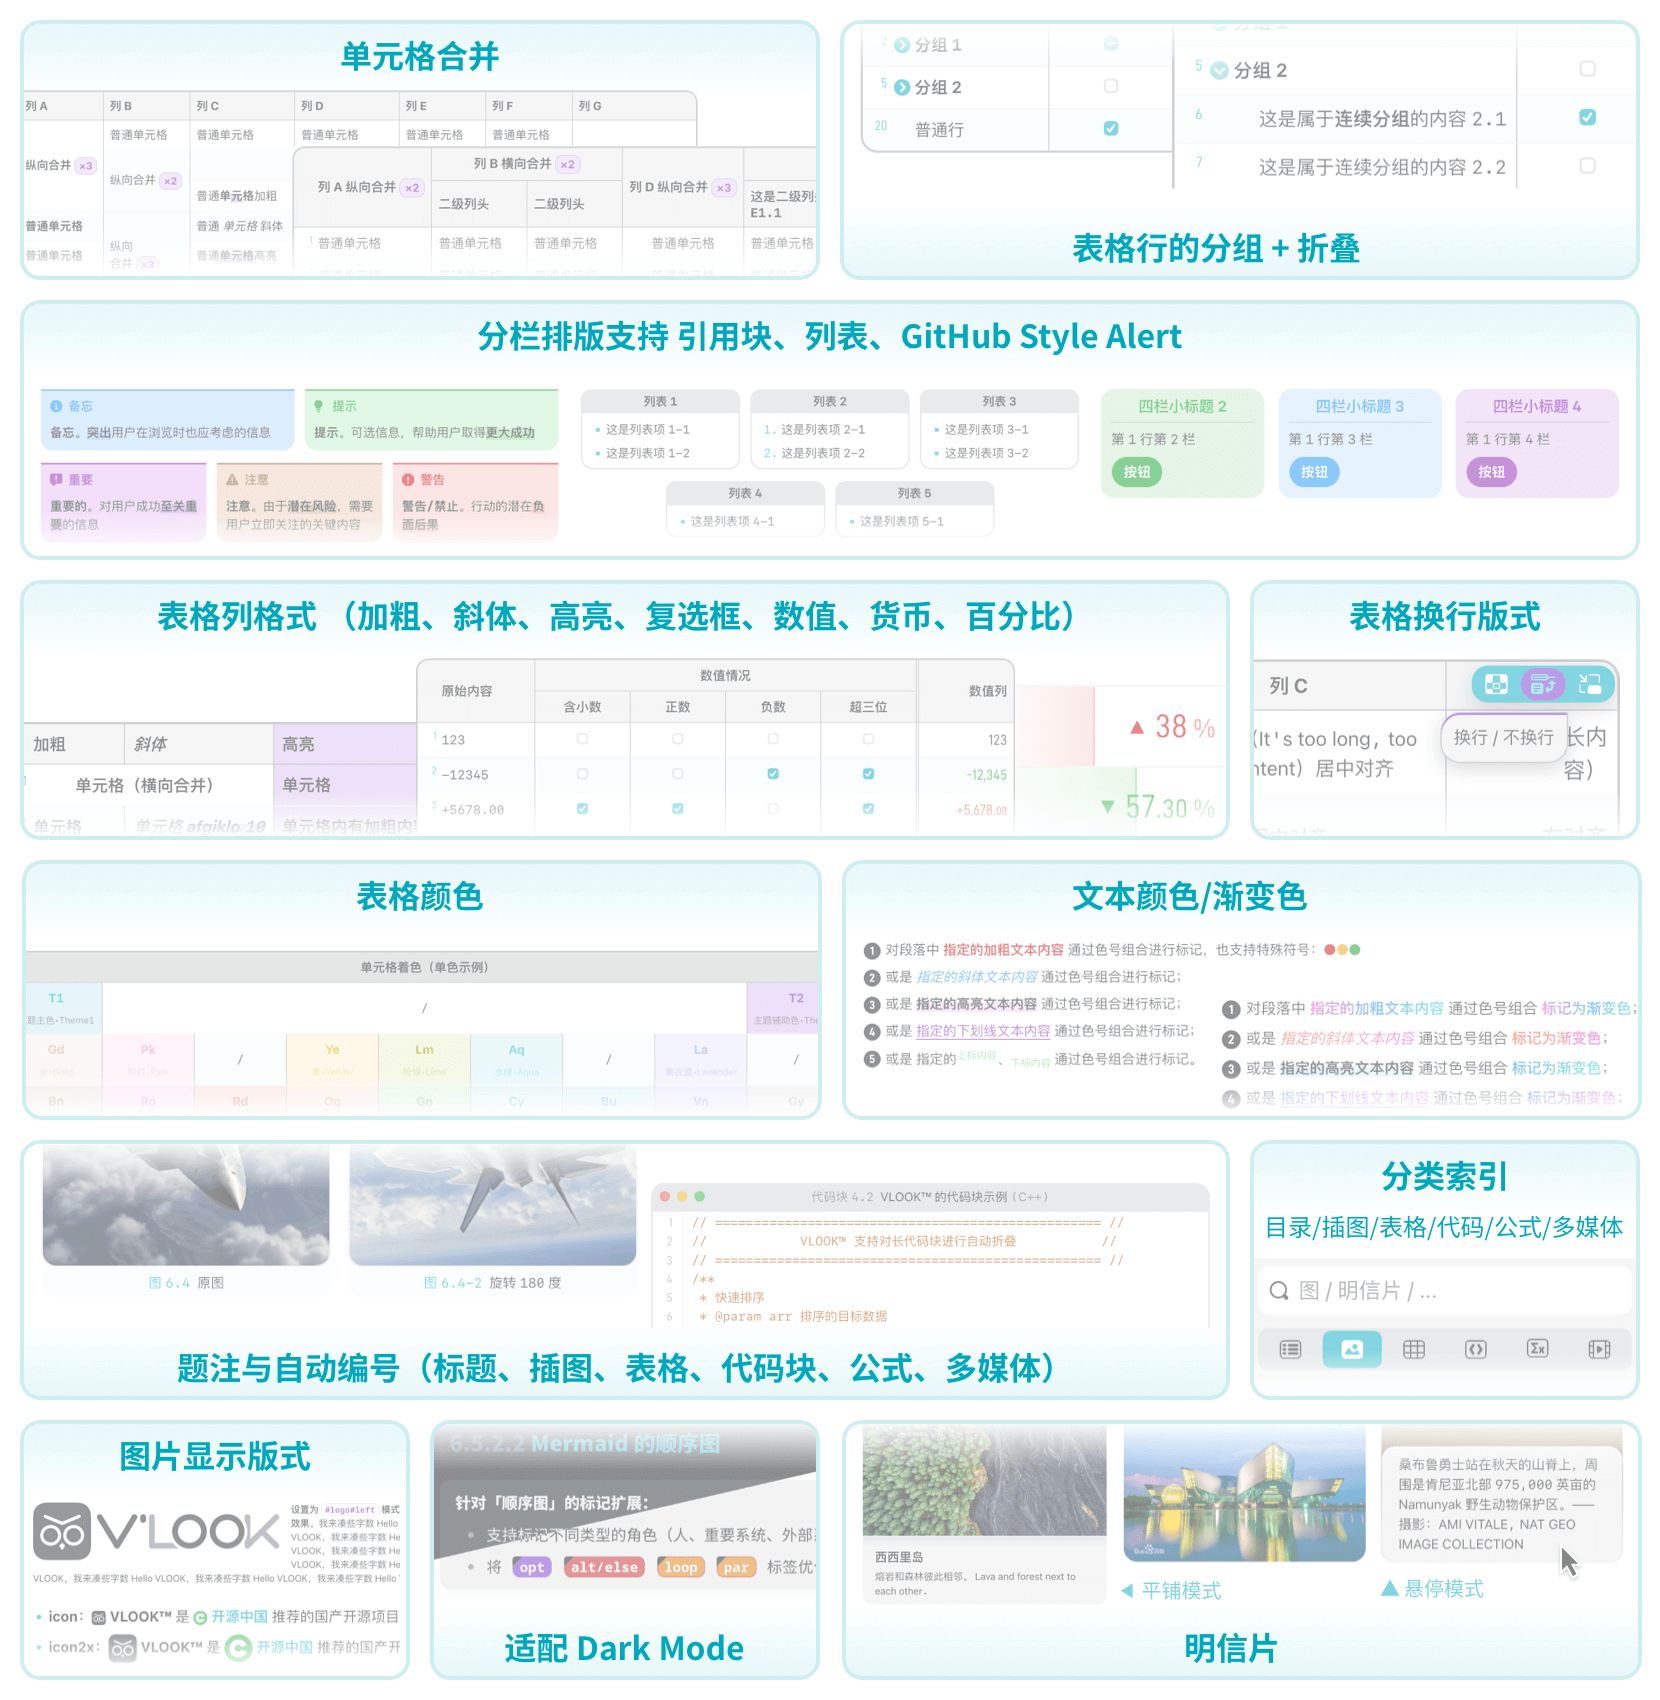 单元格合并
列 A 列 B 列 C 列 D 列 E 列 F 列 G
普通单元格 普通单元格 普通单元格 普通单元格 普通单元格
纵向合并 ×3
纵向合并 ×2
普通单元格加粗
普通单元格 普通 单元格 斜体
普通单元格 纵向合并 ×3 普通单元格高亮
列 A 纵向合并 ×2 列 B 横向合并 ×2 列 D 纵向合并 ×3
二级列头 二级列头 这是二级列
E1.1
1 普通单元格 普通单元格 普通单元格 普通单元格 普通单元格
2 分组 1
5 分组 2
20 普通行
5 分组 2
6 这是属于连续分组的内容 2.1
7 这是属于连续分组的内容 2.2
表格行的分组 + 折叠
分栏排版支持 引用块、列表、GitHub Style Alert
备忘
备忘。突出用户在浏览时也应考虑的信息
提示
提示。可选信息，帮助用户取得更大成功
重要
重要的。对用户成功至关重
要的信息
注意
注意。由于潜在风险，需要
用户立即关注的关键内容
警告
警告/禁止。行动的潜在负
面后果
列表 1
• 这是列表项 1-1
• 这是列表项 1-2
列表 2
1. 这是列表项 2-1
2. 这是列表项 2-2
列表 3
• 这是列表项 3-1
• 这是列表项 3-2
列表 4
• 这是列表项 4-1
列表 5
• 这是列表项 5-1
四栏小标题 2
第 1 行第 2 栏
按钮
四栏小标题 3
第 1 行第 3 栏
按钮
四栏小标题 4
第 1 行第 4 栏
按钮
表格列格式 （加粗、斜体、高亮、复选框、数值、货币、百分比）
加粗 斜体 高亮
单元格（横向合并） 单元格
单元格 单元格 afgiklo 10 单元格内有加粗内
原始内容 数值情况 数值列
含小数 正数 负数 超三位
1 123 123
2 -12345 -12,345
3 +5678.00 +5,678.00
▲ 38 %
▼ 57.30 %
表格换行版式
列 C
换行 / 不换行
(It's too long, too 长内
ntent）居中对齐 容)
表格颜色
单元格着色（单色示例）
T1 / T2
题主色·Theme1 主题辅助色·The
Gd Pk / Ye Lm Aq / La /
金·Gold 粉红·Pink 黄·Yellow 柠绿·Lime 水绿·Aqua 薰衣草·Lavender
Bn Ro Rd Og Gn Cy Bu Vn Gy
文本颜色/渐变色
1 对段落中 指定的加粗文本内容 通过色号组合进行标记，也支持特殊符号：
2 或是 指定的斜体文本内容 通过色号组合进行标记；
3 或是 指定的高亮文本内容 通过色号组合进行标记；
4 或是 指定的下划线文本内容 通过色号组合进行标记；
5 或是 指定的上标内容、下标内容 通过色号组合进行标记。
1 对段落中 指定的加粗文本内容 通过色号组合 标记为渐变色；
2 或是 指定的斜体文本内容 通过色号组合 标记为渐变色；
3 或是 指定的高亮文本内容 通过色号组合 标记为渐变色；
4 或是 指定的下划线文本内容 通过色号组合 标记为渐变色；
图 6.4 原图
图 6.4-2 旋转 180 度
代码块 4.2 VLOOK™ 的代码块示例（C++）
1 // ================================================== //
2 // VLOOK™ 支持对长代码块进行自动折叠 //
3 // ================================================== //
4 /**
5 * 快速排序
6 * @param arr 排序的目标数据
题注与自动编号（标题、插图、表格、代码块、公式、多媒体）
分类索引
目录/插图/表格/代码/公式/多媒体
图 / 明信片 / ...
Σx
图片显示版式
V'LOOK
设置为 #logo#left 模式
效果。我来凑些字数 Hello
VLOOK，我来凑些字数 He
VLOOK，我来凑些字数 He
VLOOK，我来凑些字数 He
VLOOK，我来凑些字数 Hello VLOOK，我来凑些字数 Hello VLOOK，我来凑些字数 Hello
• icon： VLOOK™ 是 开源中国 推荐的国产开源项目
• icon2x： VLOOK™ 是 开源中国 推荐的国产开
6.5.2.2 Mermaid 的顺序图
针对「顺序图」的标记扩展：
• 支持标记不同类型的角色（人、重要系统、外部
• 将 opt alt/else loop par 标签优
适配 Dark Mode
西西里岛
熔岩和森林彼此相邻。 Lava and forest next to
each other.
Bai百科
◀ 平铺模式
桑布鲁勇士站在秋天的山脊上，周
围是肯尼亚北部 975,000 英亩的
Namunyak 野生动物保护区。——
摄影：AMI VITALE，NAT GEO
IMAGE COLLECTION
▲ 悬停模式
明信片